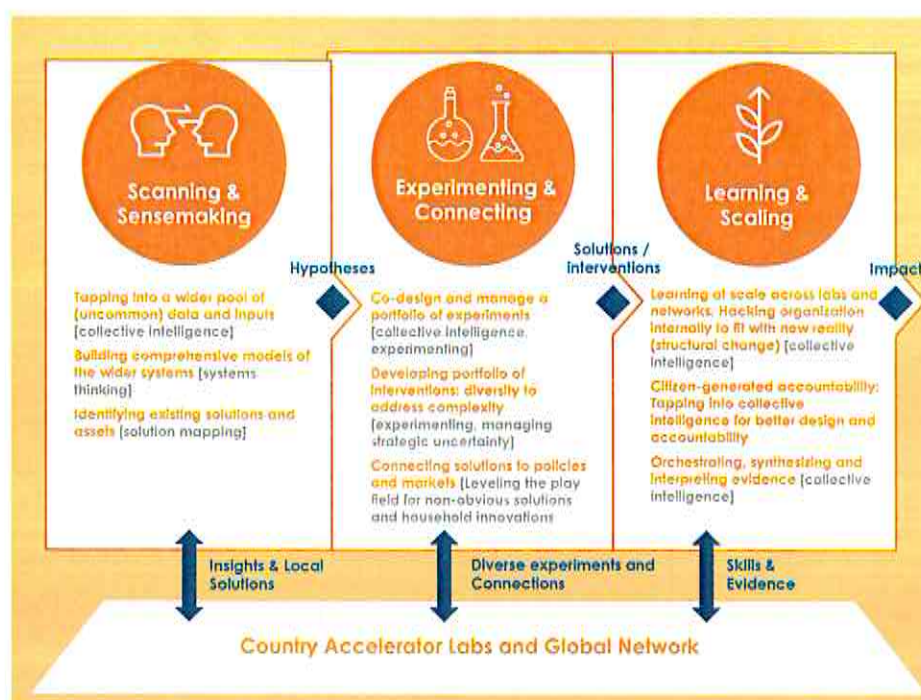 Scanning &
Sensemaking
Hypotheses
Tapping into a wider pool of
(uncommon) data and inputs
[collective intelligence]
Building comprehensive models of
the wider systems [systems
thinking]
Identifying existing solutions and
assets [solution mapping]
Experimenting &
Connecting
Solutions /
interventions
Co-design and manage a
portfolio of experiments
[collective intelligence,
experimenting]
Developing portfolio of
interventions: diversity to
address complexity
[experimenting, managing
strategic uncertainty]
Connecting solutions to policies
and markets [Leveling the play
field for non-obvious solutions
and household innovations
Learning &
Scaling
Impact
Learning at scale across labs and
networks. Hacking organization
internally to fit with new reality
(structural change) [collective
intelligence]
Citizen-generated accountability:
Tapping into collective
intelligence for better design and
accountability
Orchestrating, synthesizing and
interpreting evidence [collective
intelligence]
Insights & Local
Solutions
Diverse experiments and
Connections
Skills &
Evidence
Country Accelerator Labs and Global Network